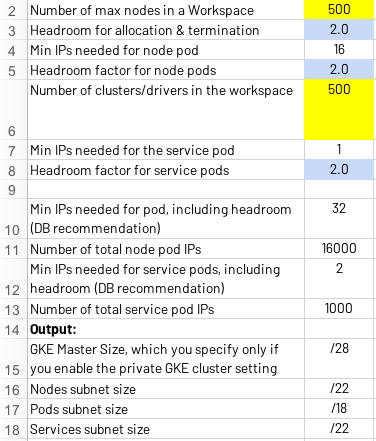 2 Number of max nodes in a Workspace 500
3 Headroom for allocation & termination 2.0
4 Min IPs needed for node pod 16
5 Headroom factor for node pods 2.0
Number of clusters/drivers in the workspace 500
6
7 Min IPs needed for the service pod 1
8 Headroom factor for service pods 2.0
9
Min IPs needed for pod, including headroom 32
10 (DB recommendation)
11 Number of total node pod IPs 16000
Min IPs needed for service pods, including 2
12 headroom (DB recommendation)
13 Number of total service pod IPs 1000
14 Output:
GKE Master Size, which you specify only if /28
15 you enable the private GKE cluster setting
16 Nodes subnet size /22
17 Pods subnet size /18
18 Services subnet size /22